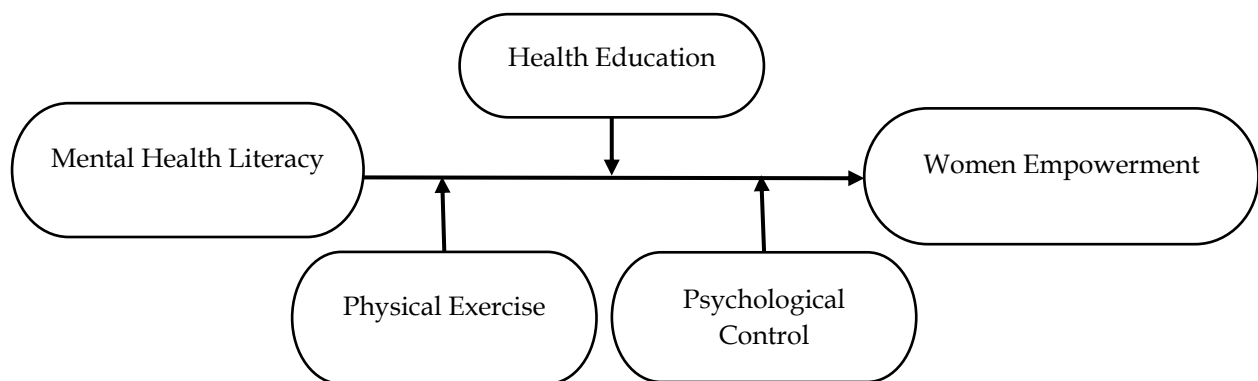 Health Education
Mental Health Literacy
Women Empowerment
Physical Exercise
Psychological
Control